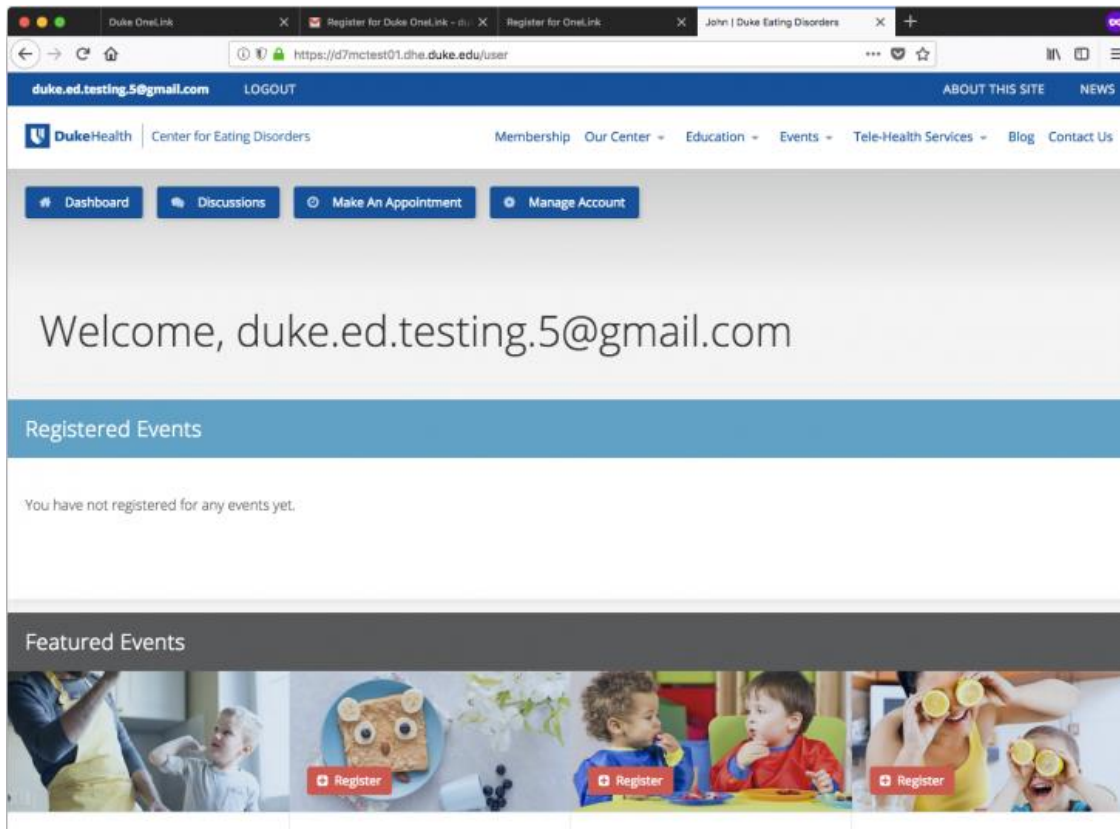 Duke OneLink
Register for Duke OneLink - du
Register for OneLink
John | Duke Eating Disorders
https://d7mctest01.dhe.duke.edu/user
duke.ed.testing.5@gmail.com LOGOUT ABOUT THIS SITE NEWS
DukeHealth Center for Eating Disorders Membership Our Center Education Events Tele-Health Services Blog Contact Us
Dashboard Discussions Make An Appointment Manage Account
Welcome, duke.ed.testing.5@gmail.com
Registered Events
You have not registered for any events yet.
Featured Events
Register Register Register